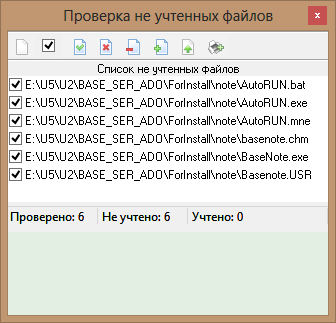 Проверка не учтенных файлов
Список не учтенных файлов
E:\U5\U2\BASE_SER_ADO\ForInstall\note\AutoRUN.bat
E:\U5\U2\BASE_SER_ADO\ForInstall\note\AutoRUN.exe
E:\U5\U2\BASE_SER_ADO\ForInstall\note\AutoRUN.mne
E:\U5\U2\BASE_SER_ADO\ForInstall\note\basenote.chm
E:\U5\U2\BASE_SER_ADO\ForInstall\note\BaseNote.exe
E:\U5\U2\BASE_SER_ADO\ForInstall\note\Basenote.USR
Проверено: 6 Не учтено: 6 Учтено: 0